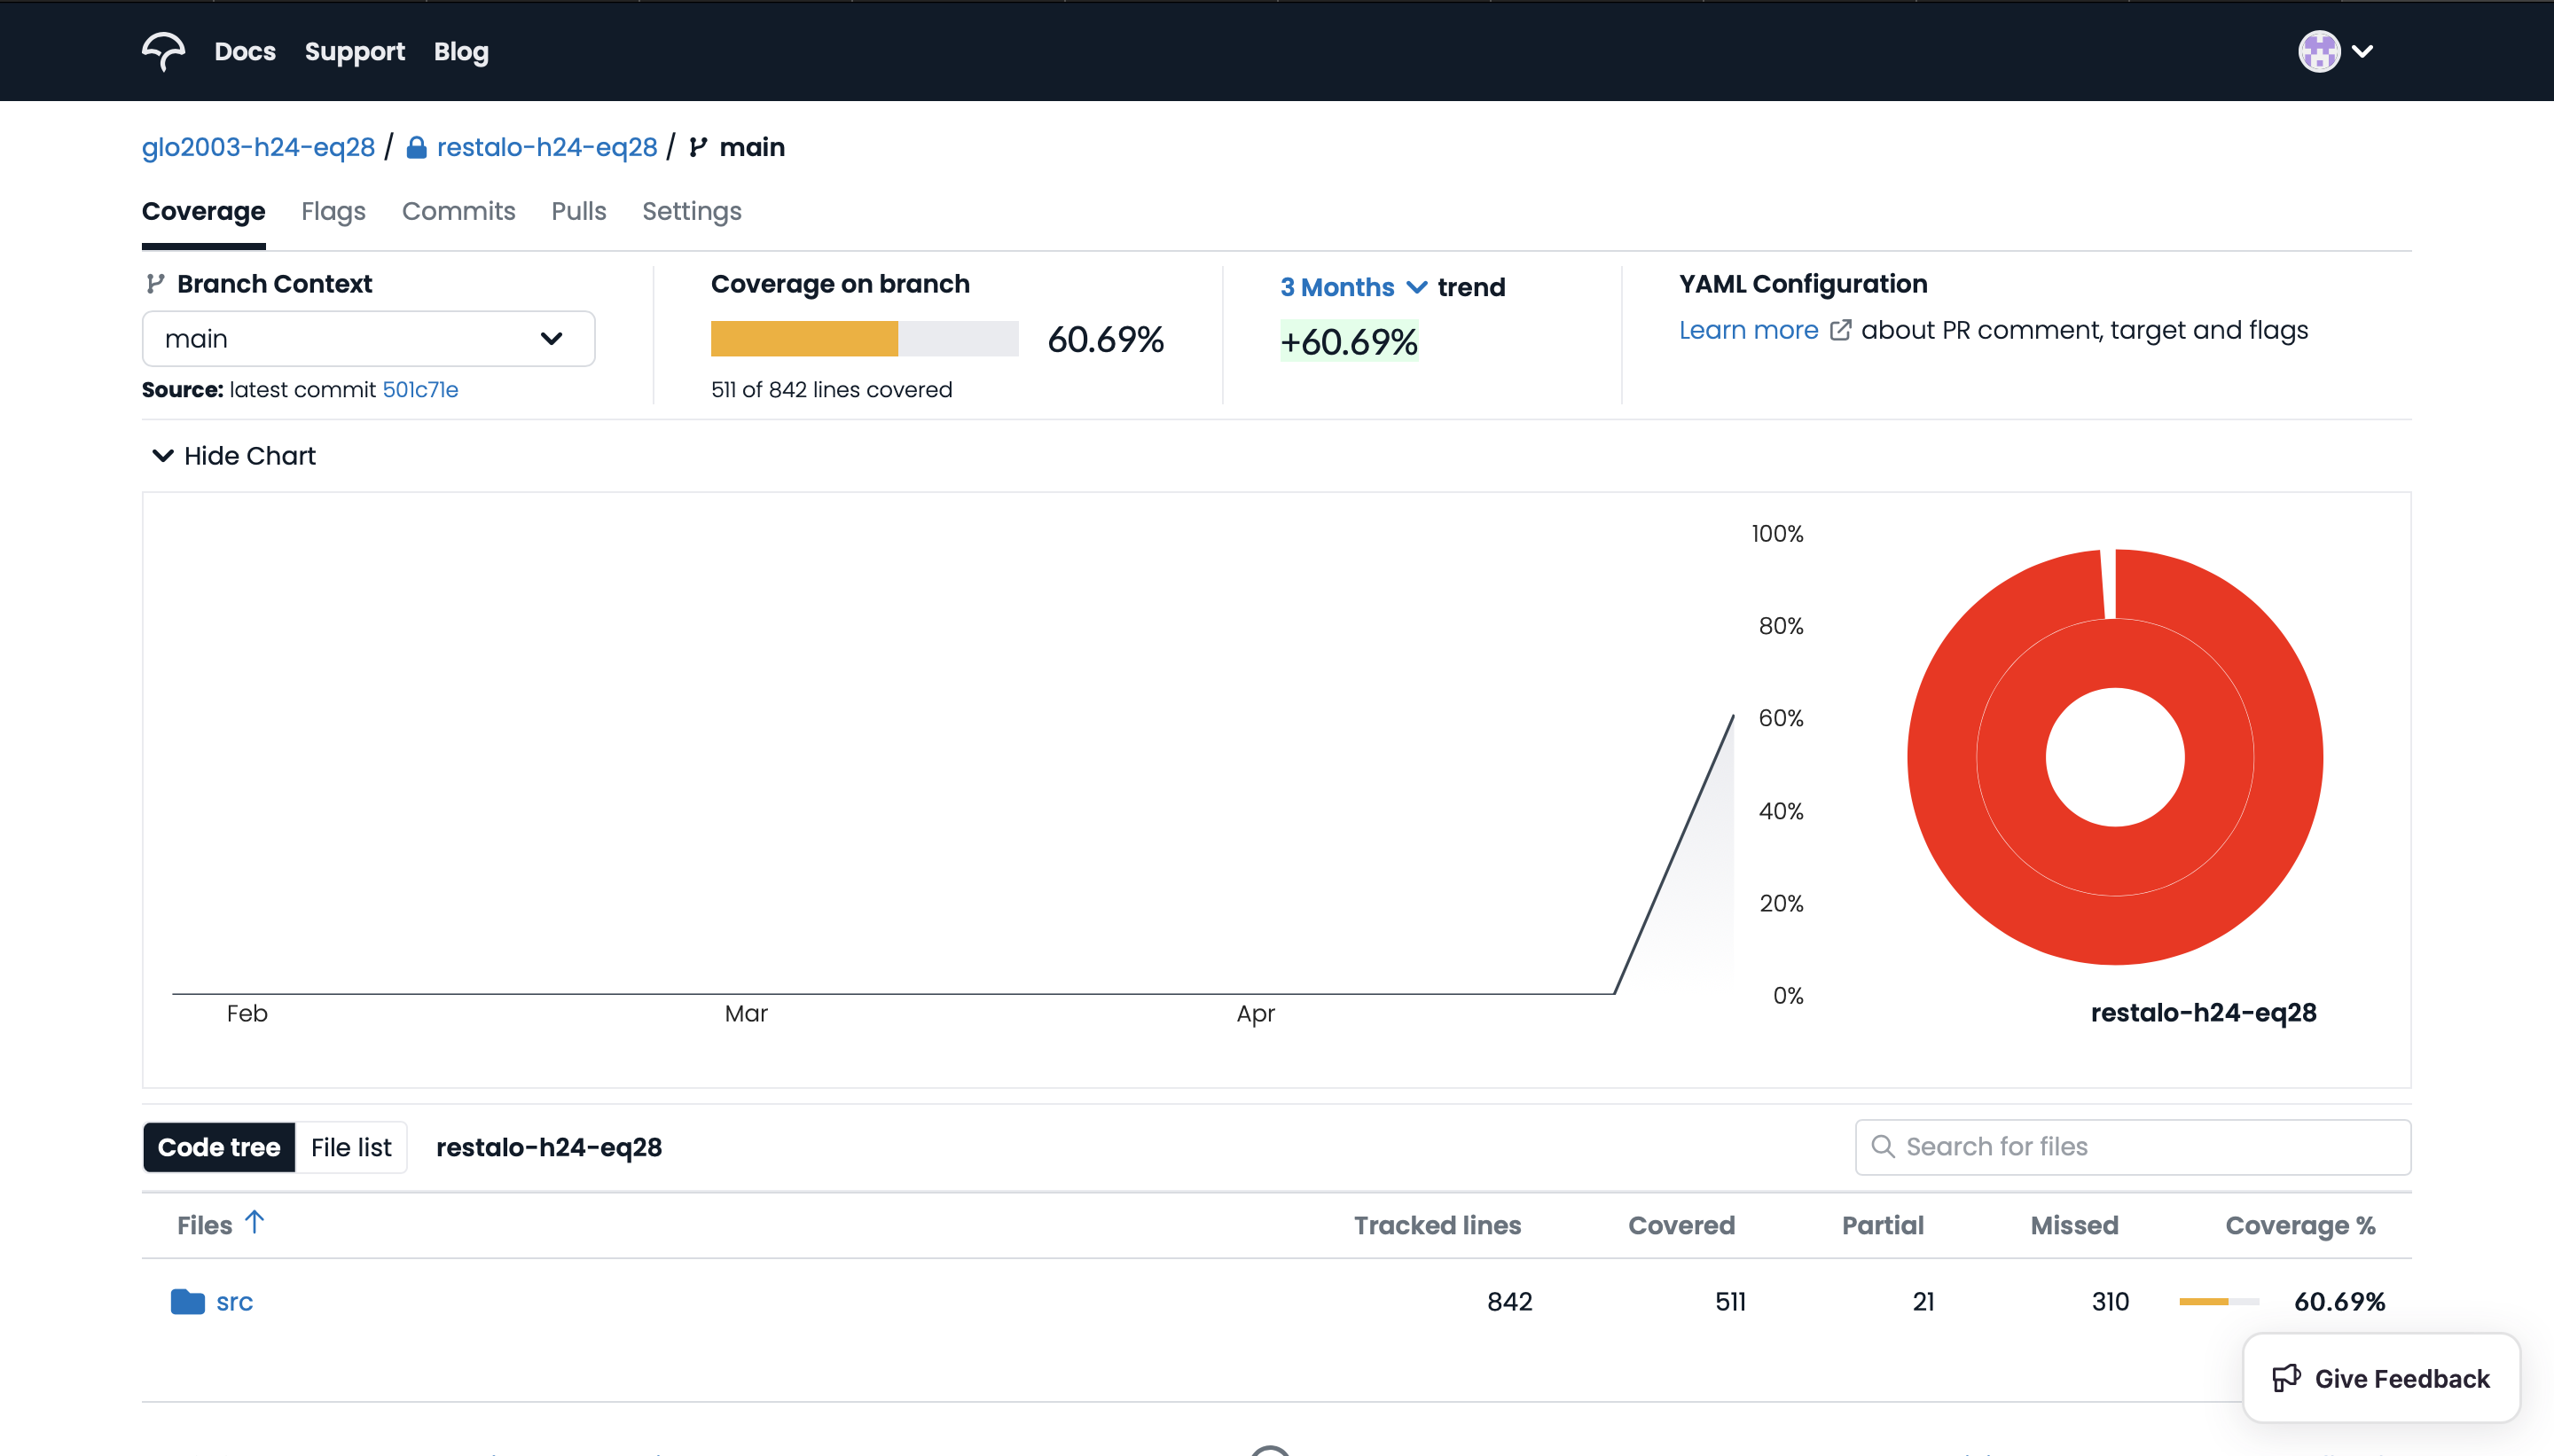 Docs Support Blog
glo2003-h24-eq28 / restalo-h24-eq28 / main
Coverage Flags Commits Pulls Settings
Branch Context
main
Source: latest commit 501c71e
Coverage on branch
60.69%
511 of 842 lines covered
3 Months trend
+60.69%
YAML Configuration
Learn more about PR comment, target and flags
Hide Chart
100%
80%
60%
40%
20%
0%
Feb Mar Apr
restalo-h24-eq28
Code tree File list restalo-h24-eq28
Search for files
Files Tracked lines Covered Partial Missed Coverage %
src 842 511 21 310 60.69%
Give Feedback